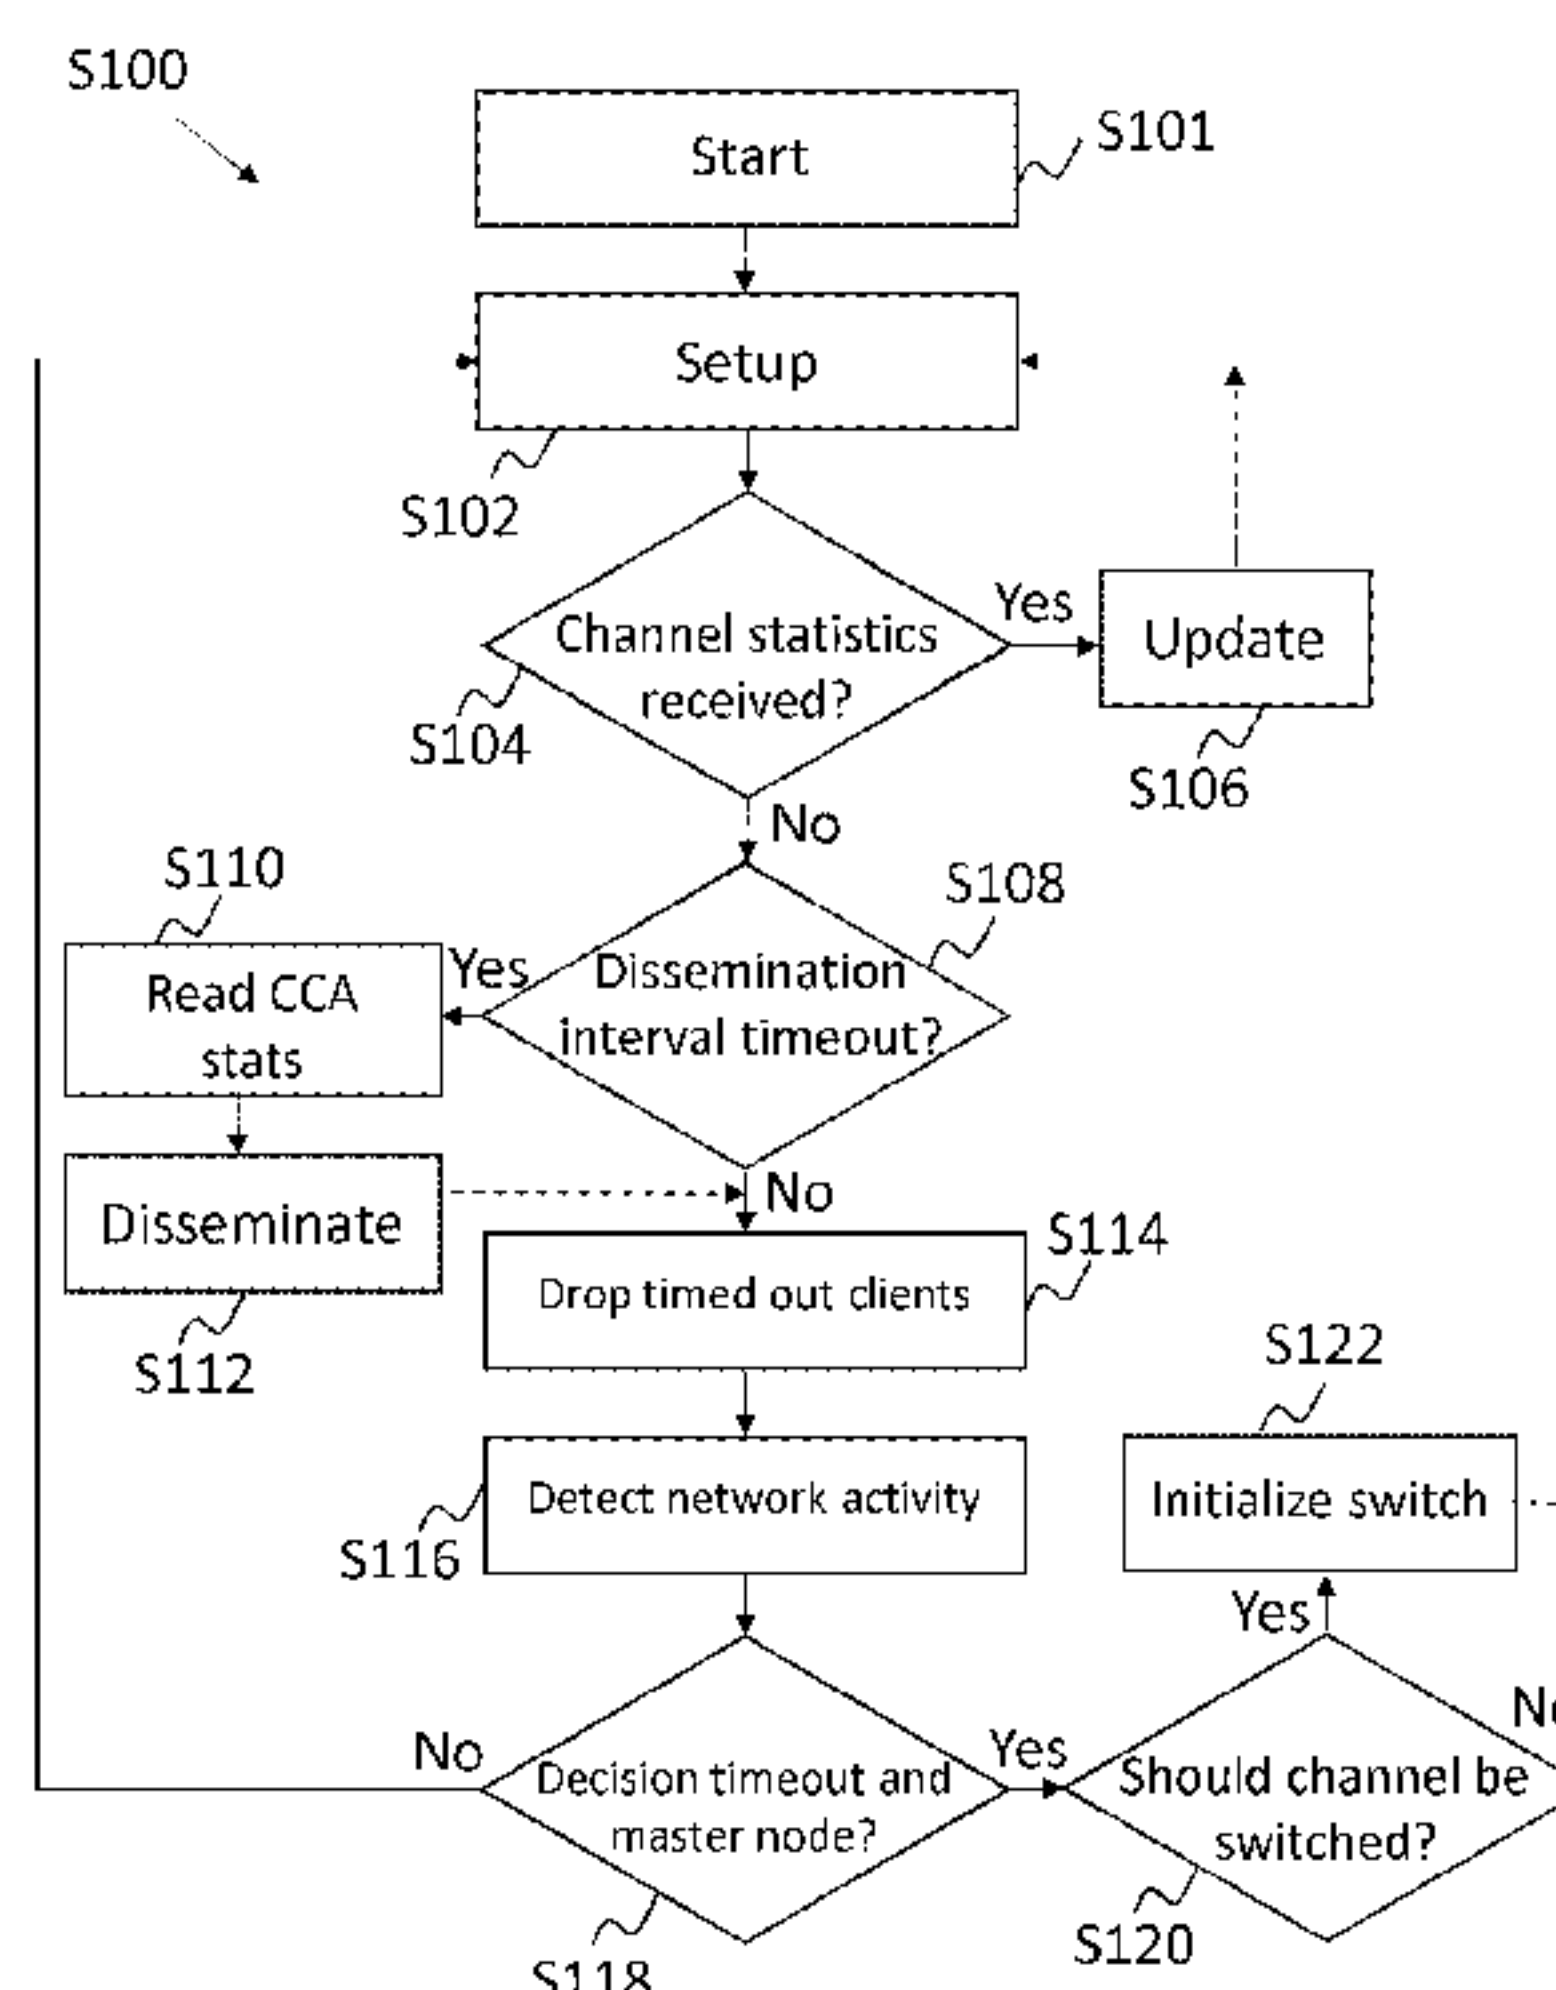 S100
Start
S101
Setup
S102
Channel statistics
received?
Yes
Update
S104
S106
No
S110
S108
Read CCA
stats
Yes
Dissemination
interval timeout?
Disseminate
No
S112
Drop timed out clients
S114
Detect network activity
S116
S122
Initialize switch
Yes
No
Decision timeout and
master node?
Yes
Should channel be
switched?
No
S118
S120